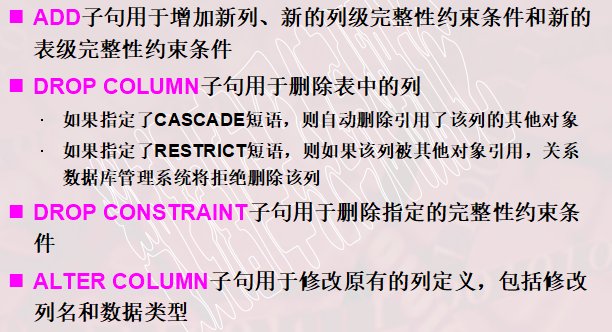 ADD子句用于增加新列、新的列级完整性约束条件和新的
表级完整性约束条件
DROP COLUMN子句用于删除表中的列
· 如果指定了CASCADE短语，则自动删除引用了该列的其他对象
· 如果指定了RESTRICT短语，则如果该列被其他对象引用，关系
数据库管理系统将拒绝删除该列
DROP CONSTRAINT子句用于删除指定的完整性约束条
件
ALTER COLUMN子句用于修改原有的列定义，包括修改
列名和数据类型